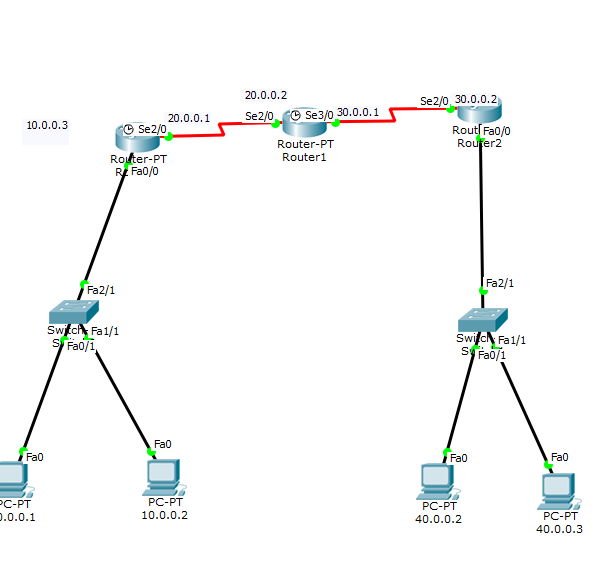 20.0.0.2
10.0.0.3
20.0.0.1
Se2/0
Se2/0
Se3/0
30.0.0.1
Se2/0
30.0.0.2
Router-PT
Fa0/0
Router-PT
Router1
Fa0/0
Router2
Fa2/1
Fa1/1
Fa0/1
Fa2/1
Fa1/1
Fa0/1
Fa0
Fa0
Fa0
Fa0
PC-PT
.0.0.1
PC-PT
10.0.0.2
PC-PT
40.0.0.2
PC-PT
40.0.0.3